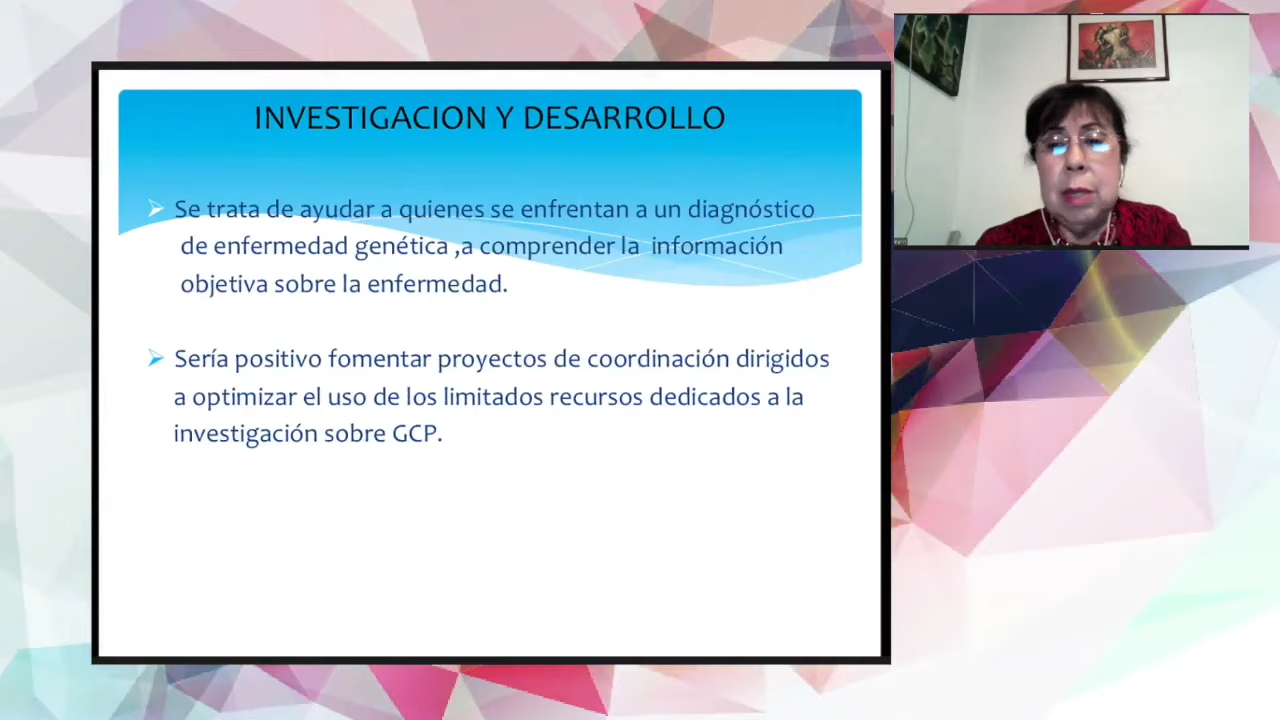 INVESTIGACION Y DESARROLLO
Se trata de ayudar a quienes se enfrentan a un diagnóstico
de enfermedad genética ,a comprender la información
objetiva sobre la enfermedad.
Sería positivo fomentar proyectos de coordinación dirigidos
a optimizar el uso de los limitados recursos dedicados a la
investigación sobre GCP.